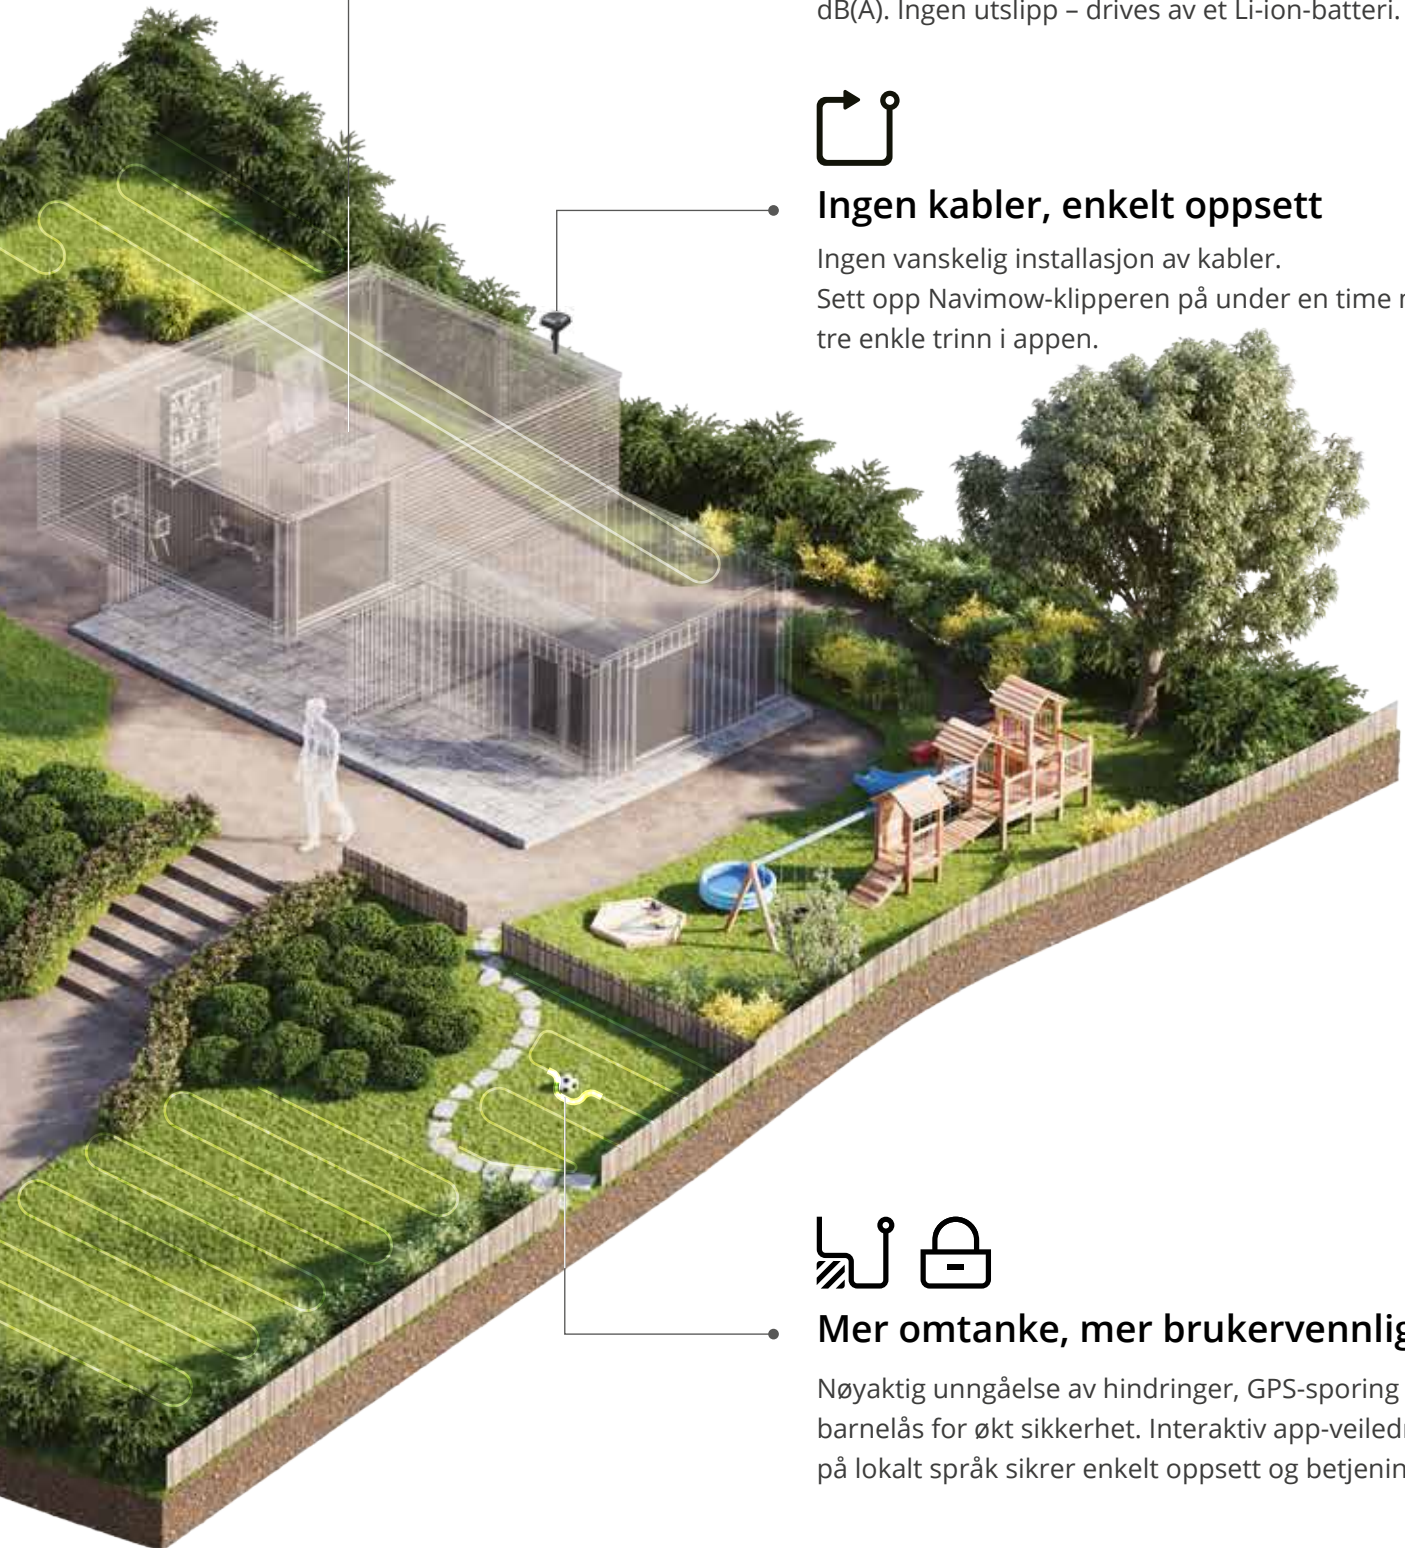 dB(A). Ingen utslipp – drives av et Li-ion-batteri.
Ingen kabler, enkelt oppsett
Ingen vanskelig installasjon av kabler.
Sett opp Navimow-klipperen på under en time
tre enkle trinn i appen.
Mer omtanke, mer brukervennlig
Nøyaktig unngåelse av hindringer, GPS-sporing
barnelås for økt sikkerhet. Interaktiv app-veiledn
på lokalt språk sikrer enkelt oppsett og betjenin